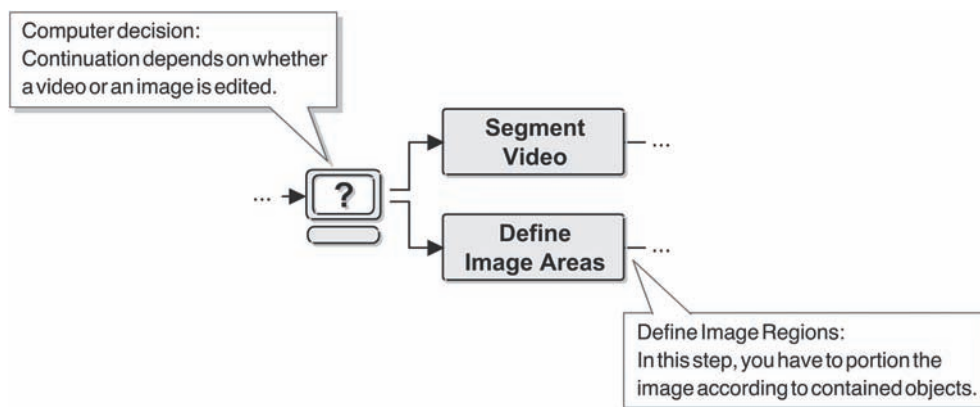 Computer decision:
Continuation depends on whether
a video or an image is edited.
Segment
Video
...
...
?
Define
Image Areas
...
Define Image Regions:
In this step, you have to portion the
image according to contained objects.